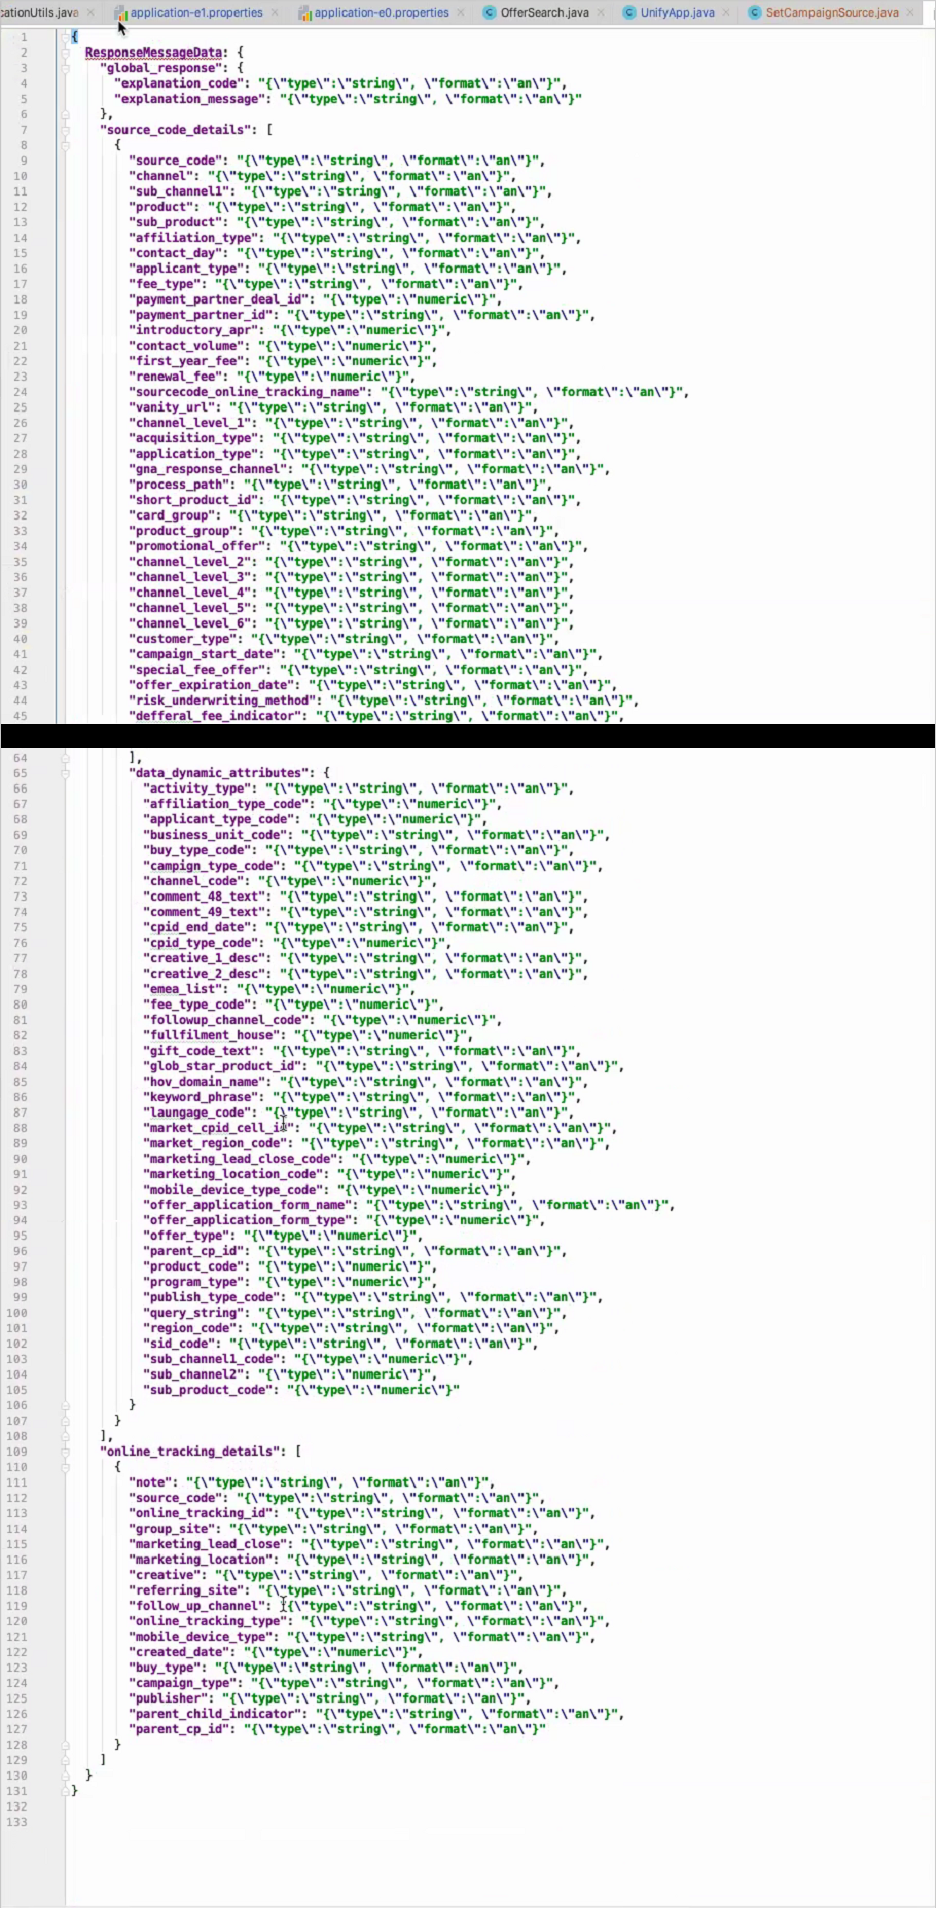 cationUtils.java × application-e1.properties × application-e0.properties × OfferSearch.java × UnifyApp.java × SetCampaignSource.java ×
1 {
2 ResponseMessageData: {
3 "global_response": {
4 "explanation_code": "{\"type\":\"string\", \"format\":\"an\"}",
5 "explanation_message": "{\"type\":\"string\", \"format\":\"an\"}"
6 },
7 "source_code_details": [
8 {
9 "source_code": "{\"type\":\"string\", \"format\":\"an\"}",
10 "channel": "{\"type\":\"string\", \"format\":\"an\"}",
11 "sub_channel1": "{\"type\":\"string\", \"format\":\"an\"}",
12 "product": "{\"type\":\"string\", \"format\":\"an\"}",
13 "sub_product": "{\"type\":\"string\", \"format\":\"an\"}",
14 "affiliation_type": "{\"type\":\"string\", \"format\":\"an\"}",
15 "contact_day": "{\"type\":\"string\", \"format\":\"an\"}",
16 "applicant_type": "{\"type\":\"string\", \"format\":\"an\"}",
17 "fee_type": "{\"type\":\"string\", \"format\":\"an\"}",
18 "payment_partner_deal_id": "{\"type\":\"numeric\"}",
19 "payment_partner_id": "{\"type\":\"string\", \"format\":\"an\"}",
20 "introductory_apr": "{\"type\":\"numeric\"}",
21 "contact_volume": "{\"type\":\"numeric\"}",
22 "first_year_fee": "{\"type\":\"numeric\"}",
23 "renewal_fee": "{\"type\":\"numeric\"}",
24 "sourcecode_online_tracking_name": "{\"type\":\"string\", \"format\":\"an\"}",
25 "vanity_url": "{\"type\":\"string\", \"format\":\"an\"}",
26 "channel_level_1": "{\"type\":\"string\", \"format\":\"an\"}",
27 "acquisition_type": "{\"type\":\"string\", \"format\":\"an\"}",
28 "application_type": "{\"type\":\"string\", \"format\":\"an\"}",
29 "gna_response_channel": "{\"type\":\"string\", \"format\":\"an\"}",
30 "process_path": "{\"type\":\"string\", \"format\":\"an\"}",
31 "short_product_id": "{\"type\":\"string\", \"format\":\"an\"}",
32 "card_group": "{\"type\":\"string\", \"format\":\"an\"}",
33 "product_group": "{\"type\":\"string\", \"format\":\"an\"}",
34 "promotional_offer": "{\"type\":\"string\", \"format\":\"an\"}",
35 "channel_level_2": "{\"type\":\"string\", \"format\":\"an\"}",
36 "channel_level_3": "{\"type\":\"string\", \"format\":\"an\"}",
37 "channel_level_4": "{\"type\":\"string\", \"format\":\"an\"}",
38 "channel_level_5": "{\"type\":\"string\", \"format\":\"an\"}",
39 "channel_level_6": "{\"type\":\"string\", \"format\":\"an\"}",
40 "customer_type": "{\"type\":\"string\", \"format\":\"an\"}",
41 "campaign_start_date": "{\"type\":\"string\", \"format\":\"an\"}",
42 "special_fee_offer": "{\"type\":\"string\", \"format\":\"an\"}",
43 "offer_expiration_date": "{\"type\":\"string\", \"format\":\"an\"}",
44 "risk_underwriting_method": "{\"type\":\"string\", \"format\":\"an\"}",
45 "defferal_fee_indicator": "{\"type\":\"string\", \"format\":\"an\"}",
64 ],
65 "data_dynamic_attributes": {
66 "activity_type": "{\"type\":\"string\", \"format\":\"an\"}",
67 "affiliation_type_code": "{\"type\":\"numeric\"}",
68 "applicant_type_code": "{\"type\":\"numeric\"}",
69 "business_unit_code": "{\"type\":\"string\", \"format\":\"an\"}",
70 "buy_type_code": "{\"type\":\"string\", \"format\":\"an\"}",
71 "campign_type_code": "{\"type\":\"string\", \"format\":\"an\"}",
72 "channel_code": "{\"type\":\"numeric\"}",
73 "comment_48_text": "{\"type\":\"string\", \"format\":\"an\"}",
74 "comment_49_text": "{\"type\":\"string\", \"format\":\"an\"}",
75 "cpid_end_date": "{\"type\":\"string\", \"format\":\"an\"}",
76 "cpid_type_code": "{\"type\":\"numeric\"}",
77 "creative_1_desc": "{\"type\":\"string\", \"format\":\"an\"}",
78 "creative_2_desc": "{\"type\":\"string\", \"format\":\"an\"}",
79 "emea_list": "{\"type\":\"numeric\"}",
80 "fee_type_code": "{\"type\":\"numeric\"}",
81 "followup_channel_code": "{\"type\":\"numeric\"}",
82 "fullfilment_house": "{\"type\":\"numeric\"}",
83 "gift_code_text": "{\"type\":\"string\", \"format\":\"an\"}",
84 "glob_star_product_id": "{\"type\":\"string\", \"format\":\"an\"}",
85 "hov_domain_name": "{\"type\":\"string\", \"format\":\"an\"}",
86 "keyword_phrase": "{\"type\":\"string\", \"format\":\"an\"}",
87 "laungage_code": "{\"type\":\"string\", \"format\":\"an\"}",
88 "market_cpid_cell_id": "{\"type\":\"string\", \"format\":\"an\"}",
89 "market_region_code": "{\"type\":\"string\", \"format\":\"an\"}",
90 "marketing_lead_close_code": "{\"type\":\"numeric\"}",
91 "marketing_location_code": "{\"type\":\"numeric\"}",
92 "mobile_device_type_code": "{\"type\":\"numeric\"}",
93 "offer_application_form_name": "{\"type\":\"string\", \"format\":\"an\"}",
94 "offer_application_form_type": "{\"type\":\"numeric\"}",
95 "offer_type": "{\"type\":\"numeric\"}",
96 "parent_cp_id": "{\"type\":\"string\", \"format\":\"an\"}",
97 "product_code": "{\"type\":\"numeric\"}",
98 "program_type": "{\"type\":\"numeric\"}",
99 "publish_type_code": "{\"type\":\"string\", \"format\":\"an\"}",
100 "query_string": "{\"type\":\"string\", \"format\":\"an\"}",
101 "region_code": "{\"type\":\"string\", \"format\":\"an\"}",
102 "sid_code": "{\"type\":\"string\", \"format\":\"an\"}",
103 "sub_channel1_code": "{\"type\":\"numeric\"}",
104 "sub_channel2": "{\"type\":\"numeric\"}",
105 "sub_product_code": "{\"type\":\"numeric\"}"
106 }
107 }
108 ],
109 "online_tracking_details": [
110 {
111 "note": "{\"type\":\"string\", \"format\":\"an\"}",
112 "source_code": "{\"type\":\"string\", \"format\":\"an\"}",
113 "online_tracking_id": "{\"type\":\"string\", \"format\":\"an\"}",
114 "group_site": "{\"type\":\"string\", \"format\":\"an\"}",
115 "marketing_lead_close": "{\"type\":\"string\", \"format\":\"an\"}",
116 "marketing_location": "{\"type\":\"string\", \"format\":\"an\"}",
117 "creative": "{\"type\":\"string\", \"format\":\"an\"}",
118 "referring_site": "{\"type\":\"string\", \"format\":\"an\"}",
119 "follow_up_channel": "{\"type\":\"string\", \"format\":\"an\"}",
120 "online_tracking_type": "{\"type\":\"string\", \"format\":\"an\"}",
121 "mobile_device_type": "{\"type\":\"string\", \"format\":\"an\"}",
122 "created_date": "{\"type\":\"numeric\"}",
123 "buy_type": "{\"type\":\"string\", \"format\":\"an\"}",
124 "campaign_type": "{\"type\":\"string\", \"format\":\"an\"}",
125 "publisher": "{\"type\":\"string\", \"format\":\"an\"}",
126 "parent_child_indicator": "{\"type\":\"string\", \"format\":\"an\"}",
127 "parent_cp_id": "{\"type\":\"string\", \"format\":\"an\"}"
128 }
129 ]
130 }
131 }
132
133